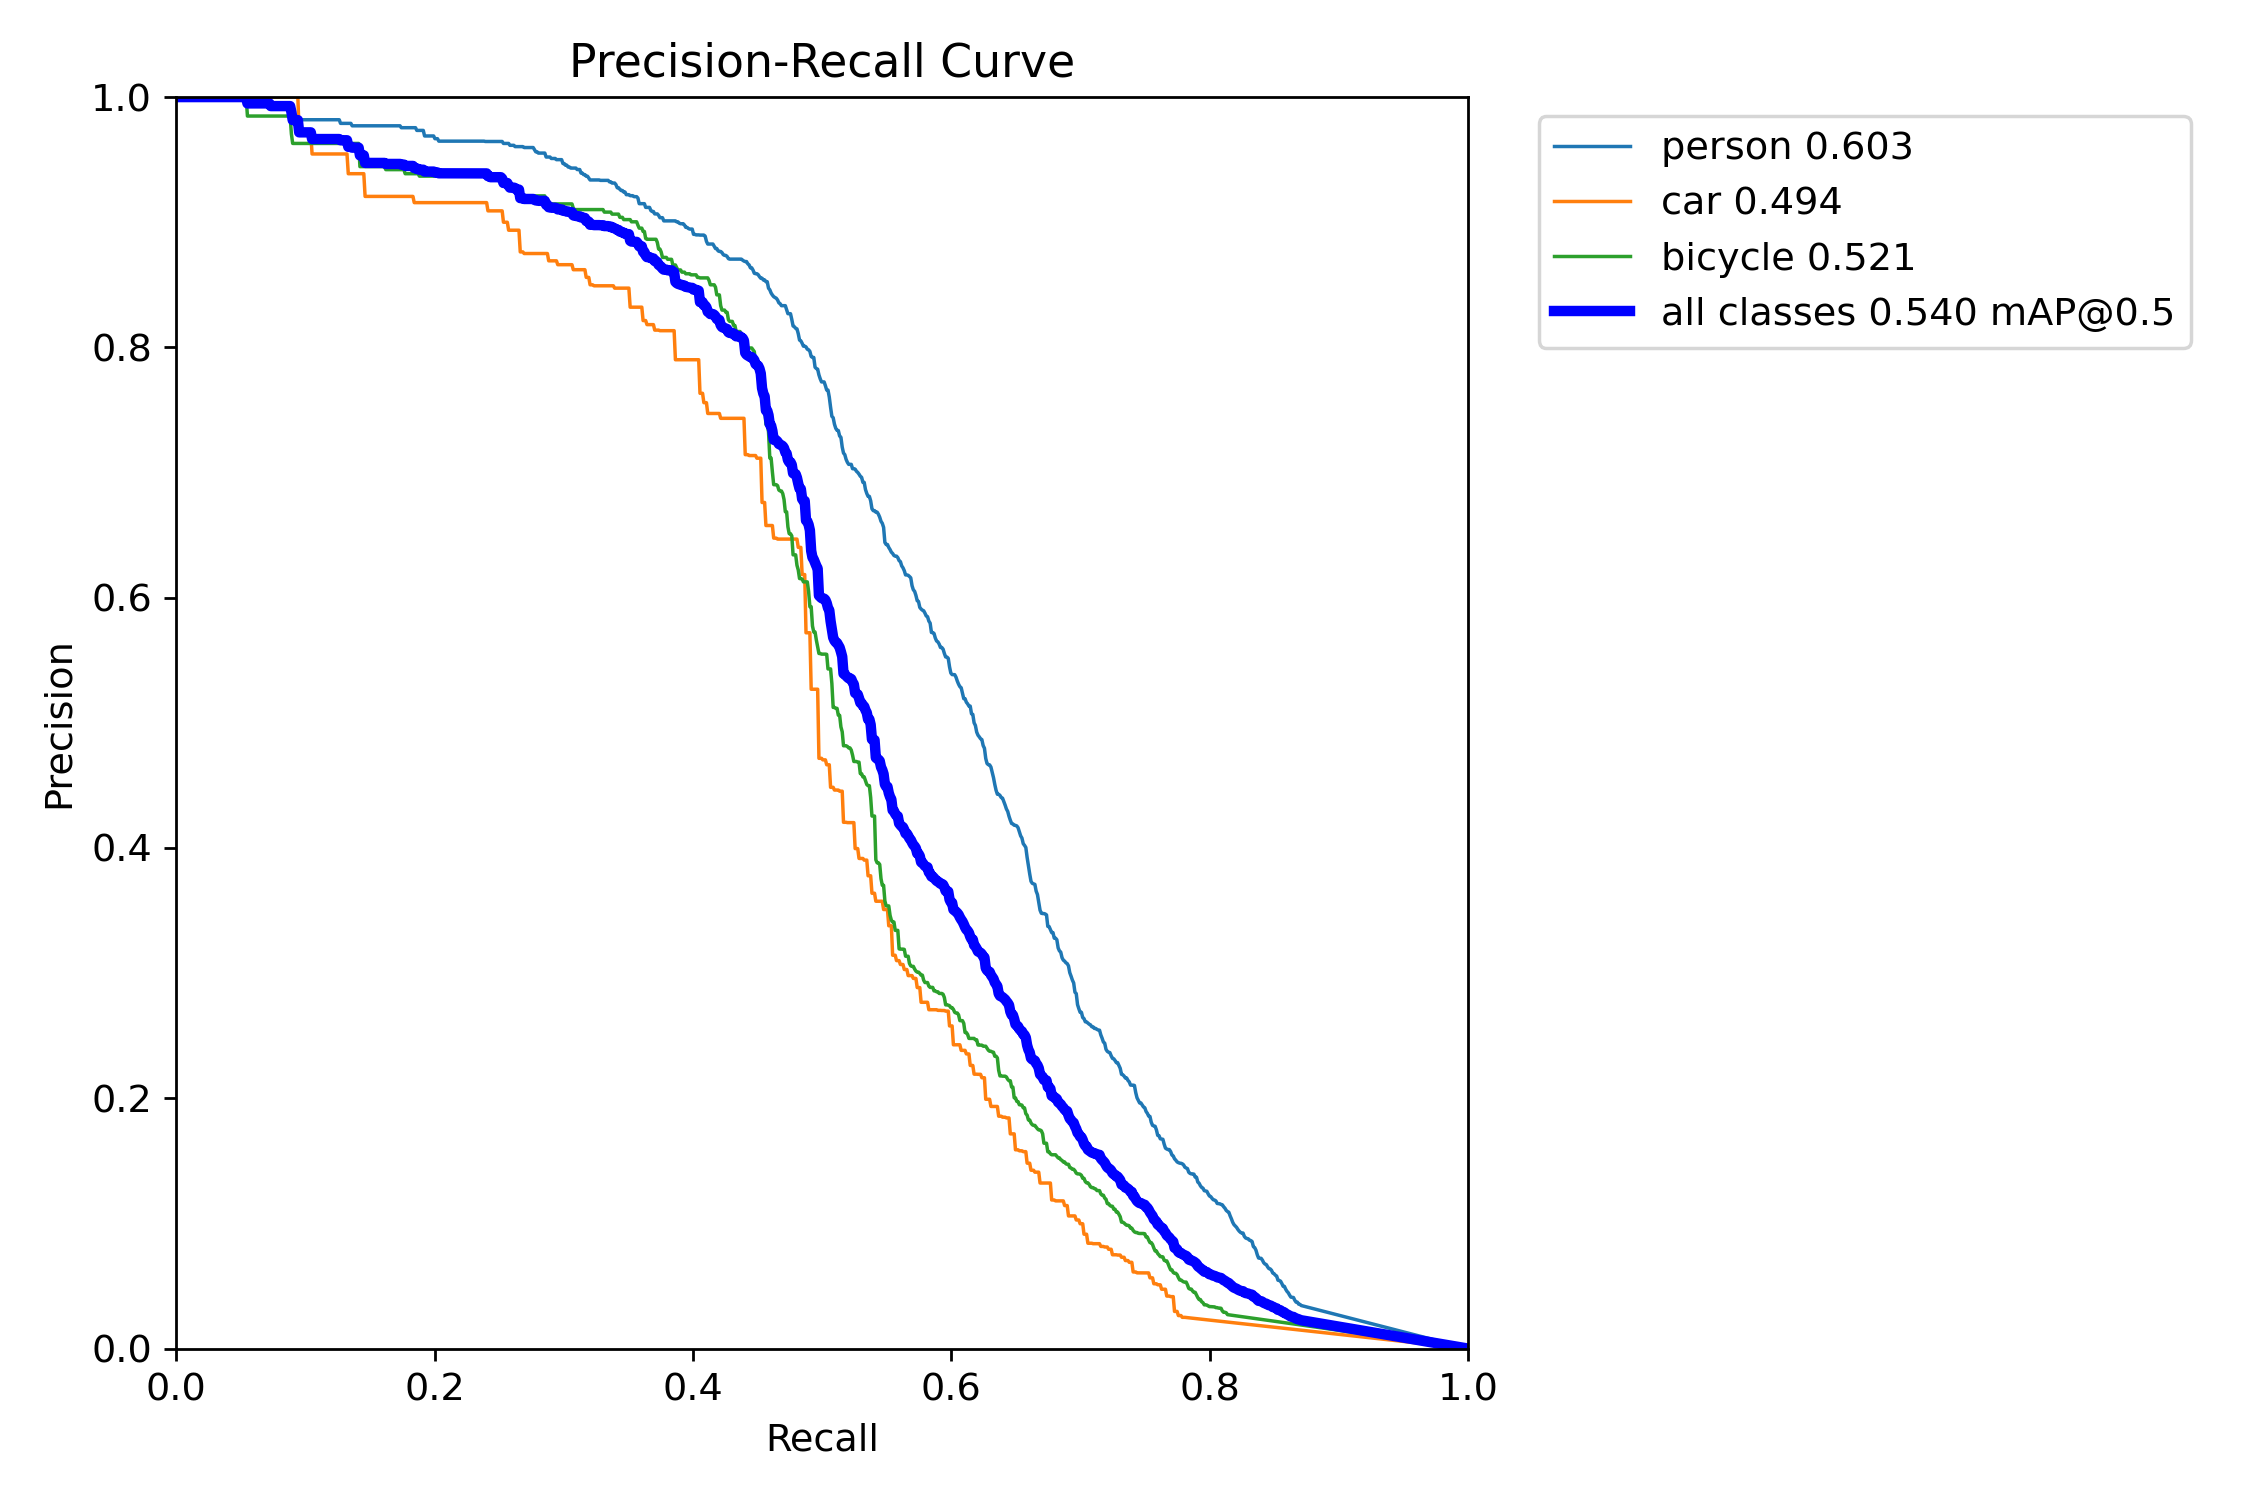 Precision-Recall Curve
person 0.603
car 0.494
bicycle 0.521
all classes 0.540 mAP@0.5
Precision
1.0
0.8
0.6
0.4
0.2
0.0
0.0 0.2 0.4 0.6 0.8 1.0
Recall